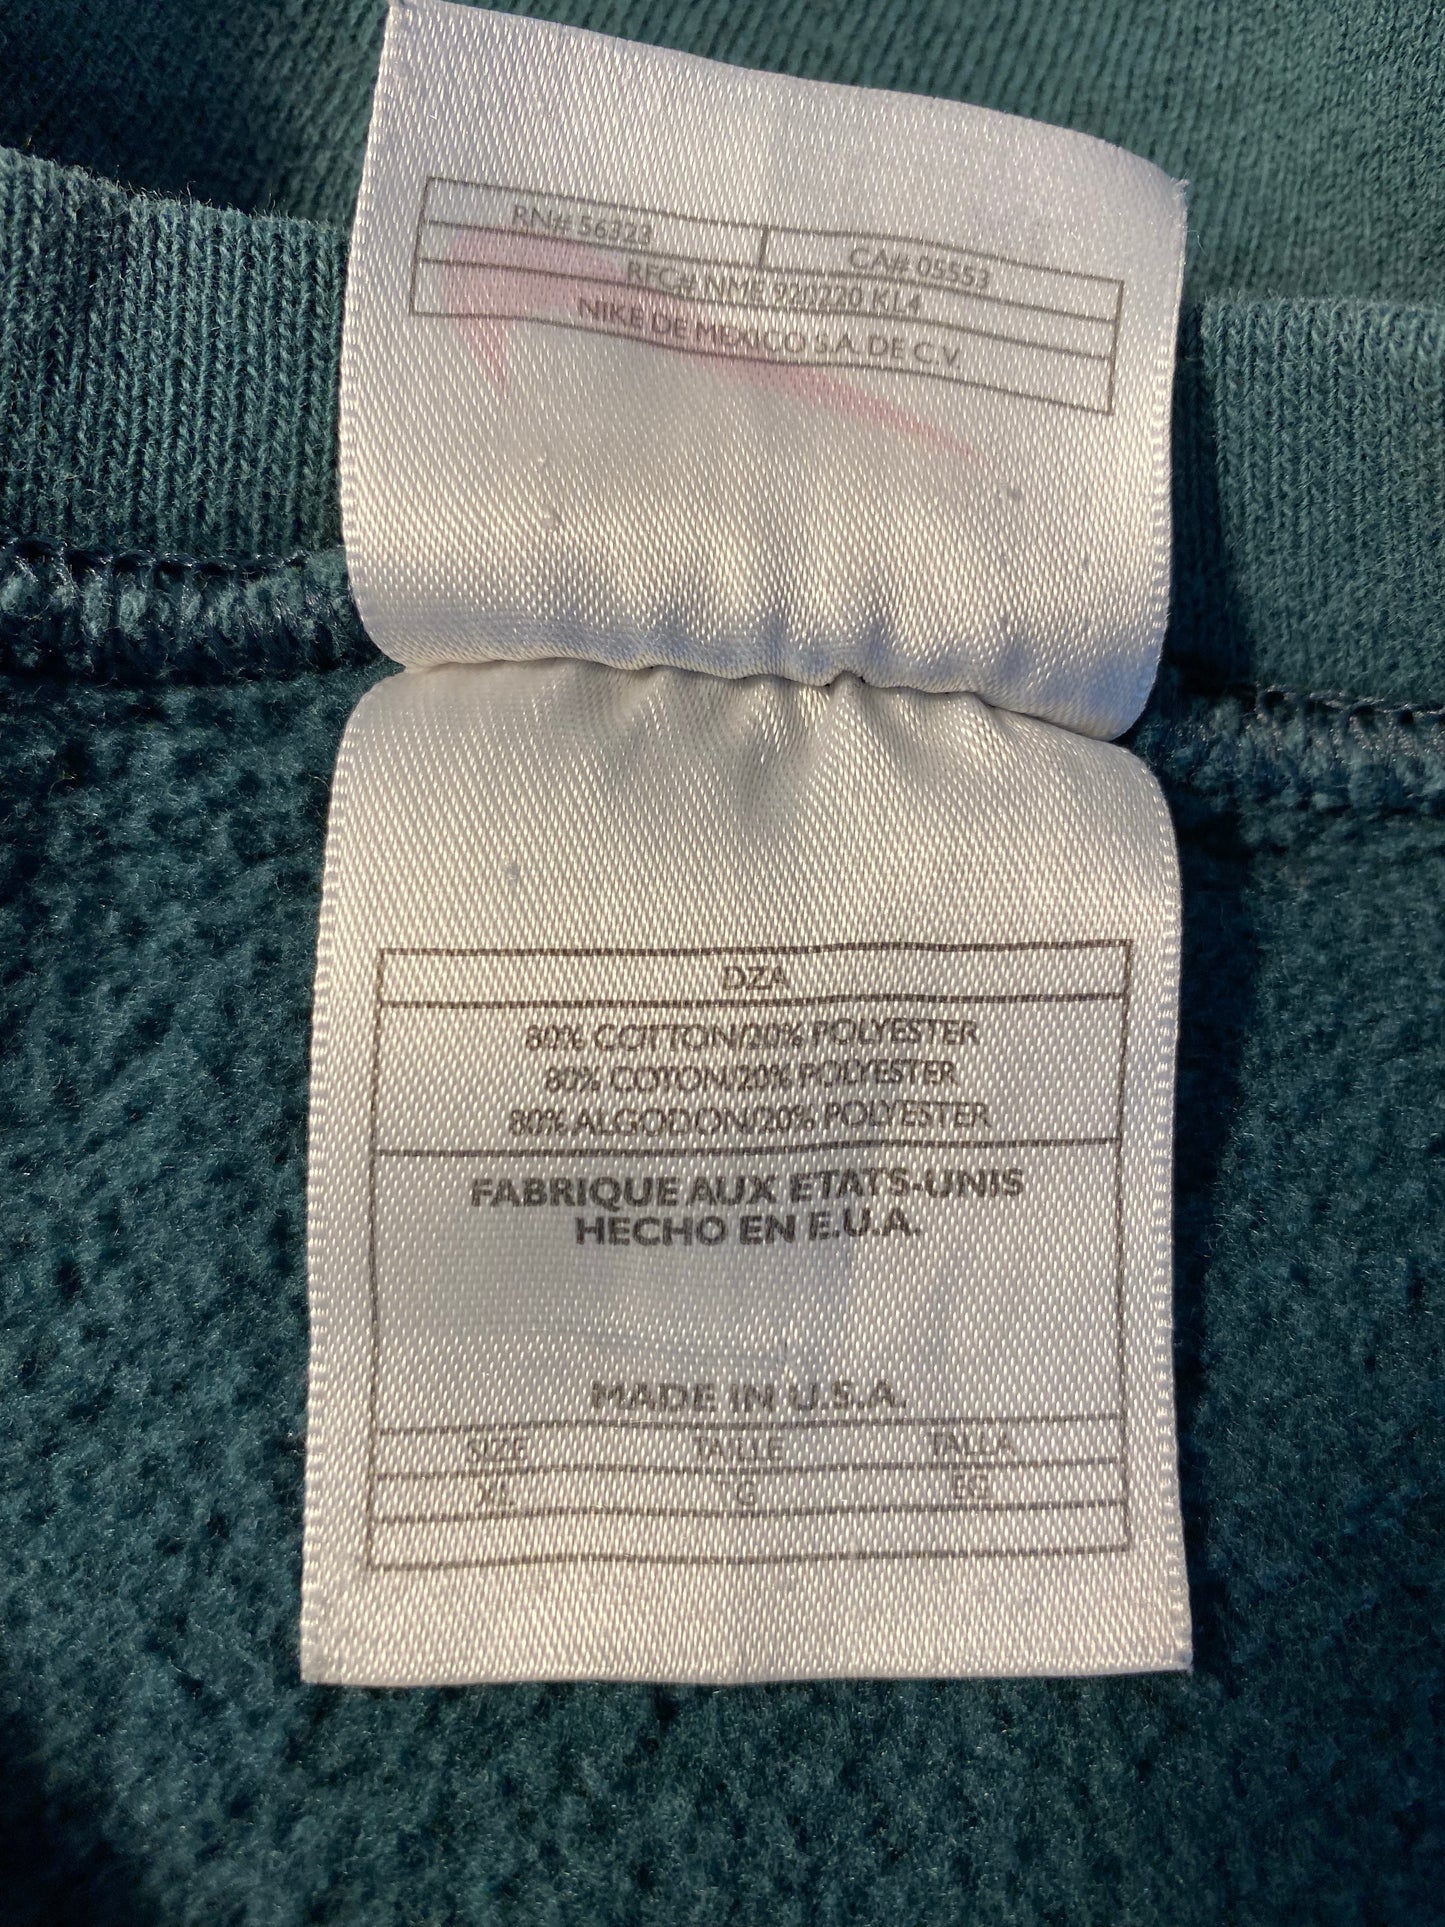 RN# 56323 CA# 05553
RFC# NME 920220 KL4
NIKE DE MEXICO S.A. DE C.V.
DZA
80% COTTON/20% POLYESTER
80% COTON/20% POLYESTER
80% ALGODON/20% POLYESTER
FABRIQUE AUX ETATS-UNIS
HECHO EN E.U.A.
MADE IN U.S.A.
SIZE TAILLE TALLA
XL TG EG